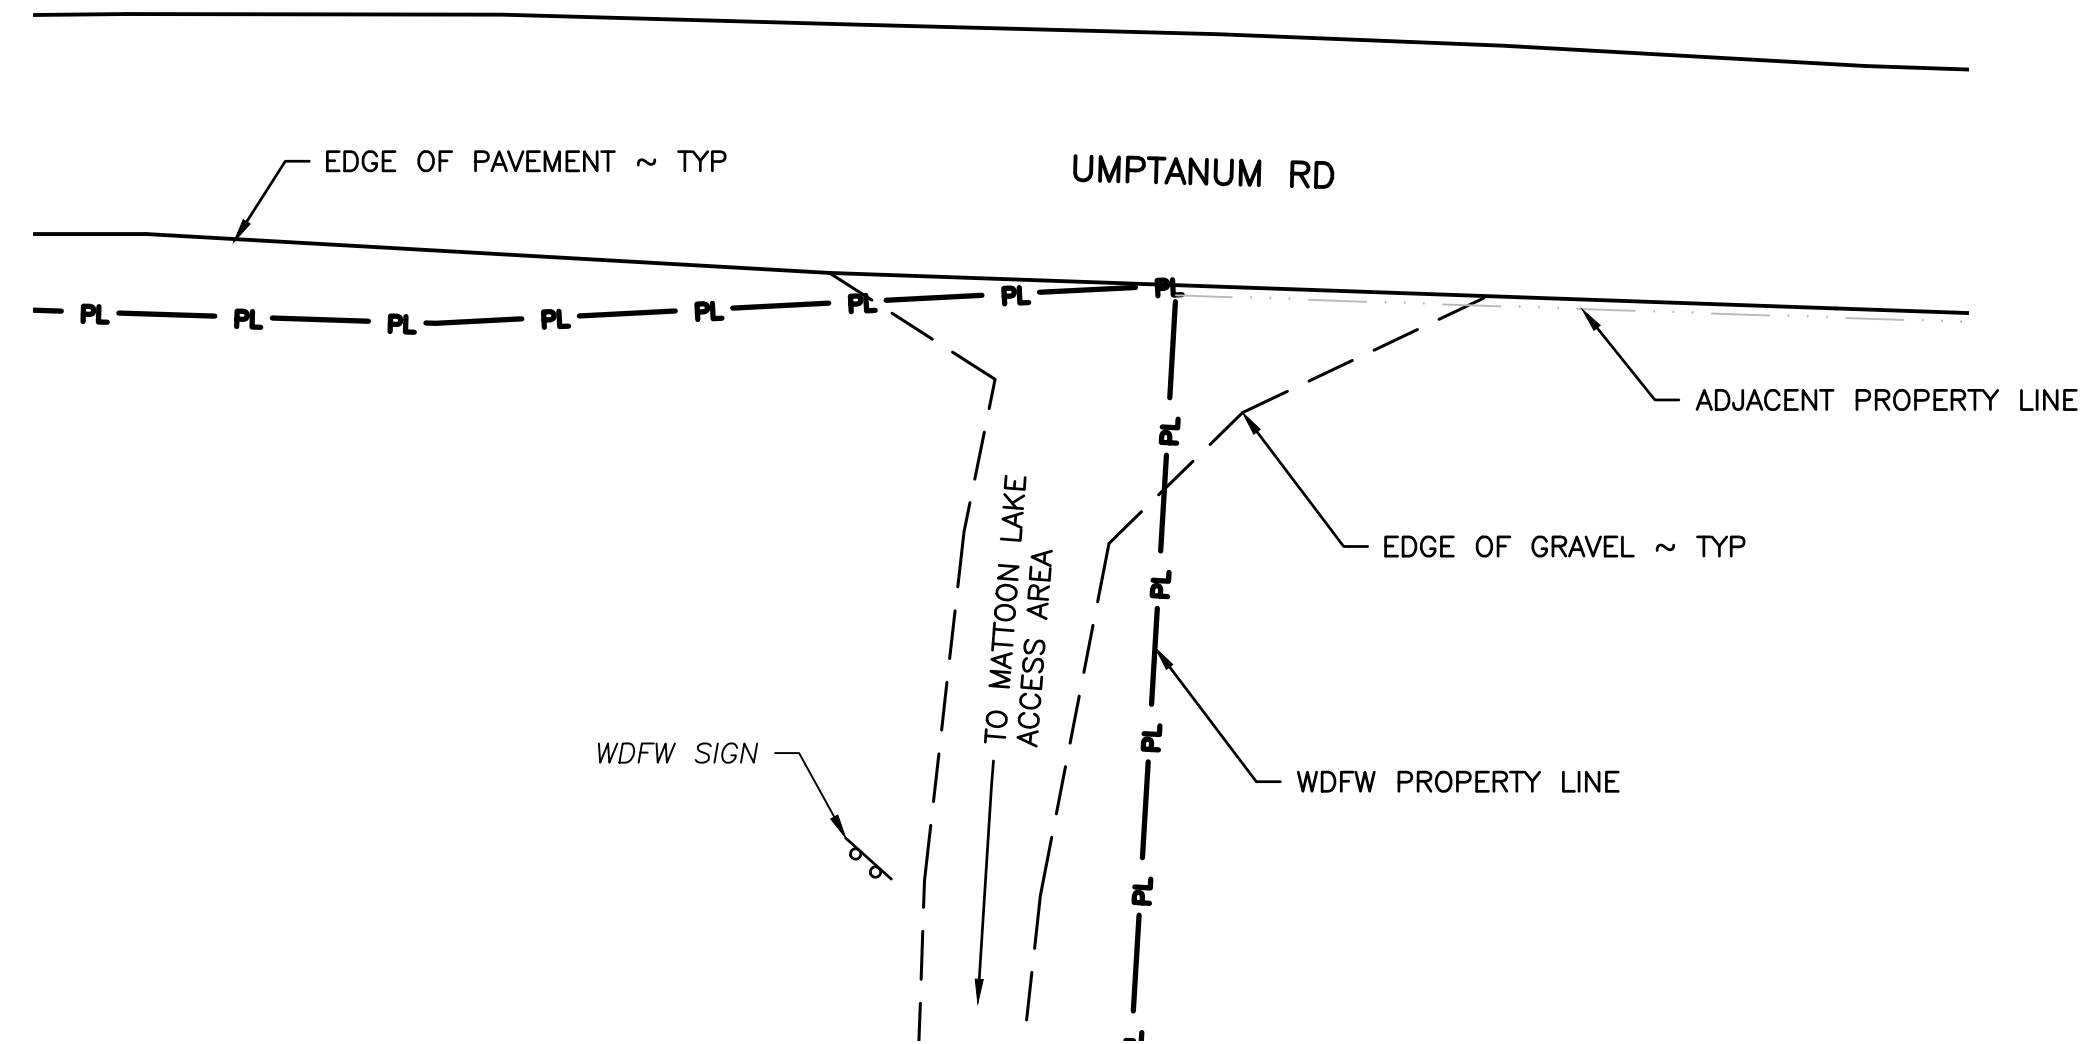 EDGE OF PAVEMENT ~ TYP
UMPTANUM RD
PL PL PL PL PL PL PL PL
ADJACENT PROPERTY LINE
PL
EDGE OF GRAVEL ~ TYP
PL
TO MATTOON LAKE
ACCESS AREA
WDFW SIGN
PL
WDFW PROPERTY LINE
PL
PL